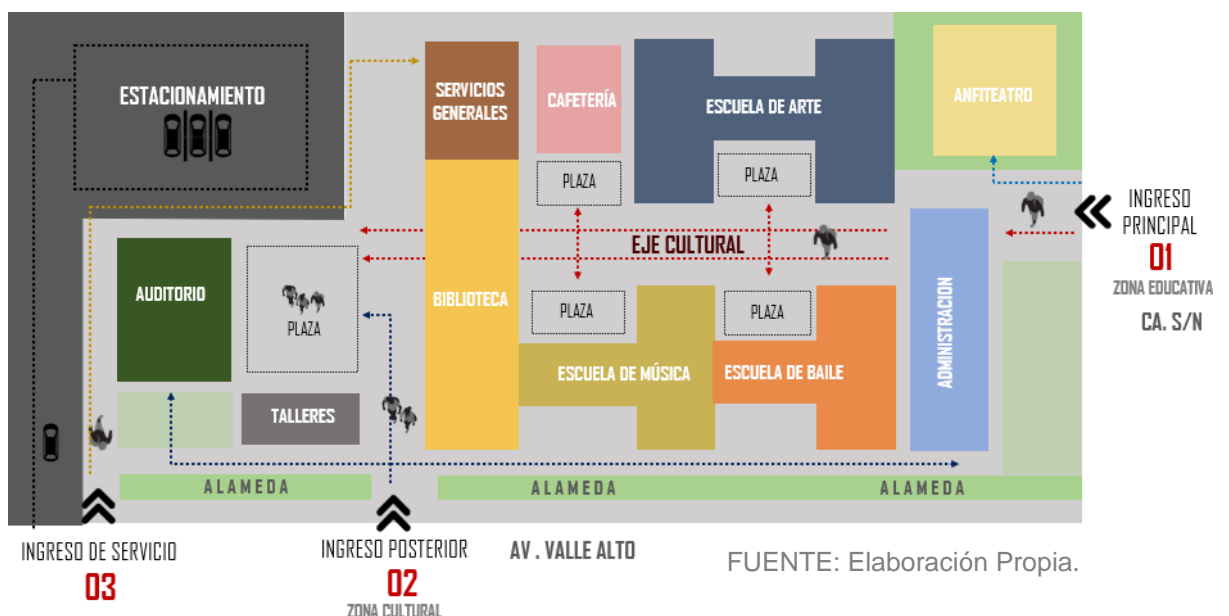 ESTACIONAMIENTO
SERVICIOS
GENERALES
CAFETERÍA
ESCUELA DE ARTE
ANFITEATRO
PLAZA
PLAZA
INGRESO
PRINCIPAL
01
ZONA EDUCATIVA
CA. S/N
EJE CULTURAL
AUDITORIO
PLAZA
BIBLIOTECA
PLAZA
PLAZA
ESCUELA DE MÚSICA
ESCUELA DE BAILE
ADMINISTRACION
TALLERES
ALAMEDA
ALAMEDA
ALAMEDA
INGRESO DE SERVICIO
03
INGRESO POSTERIOR
02
ZONA CULTURAL
AV . VALLE ALTO
FUENTE: Elaboración Propia.